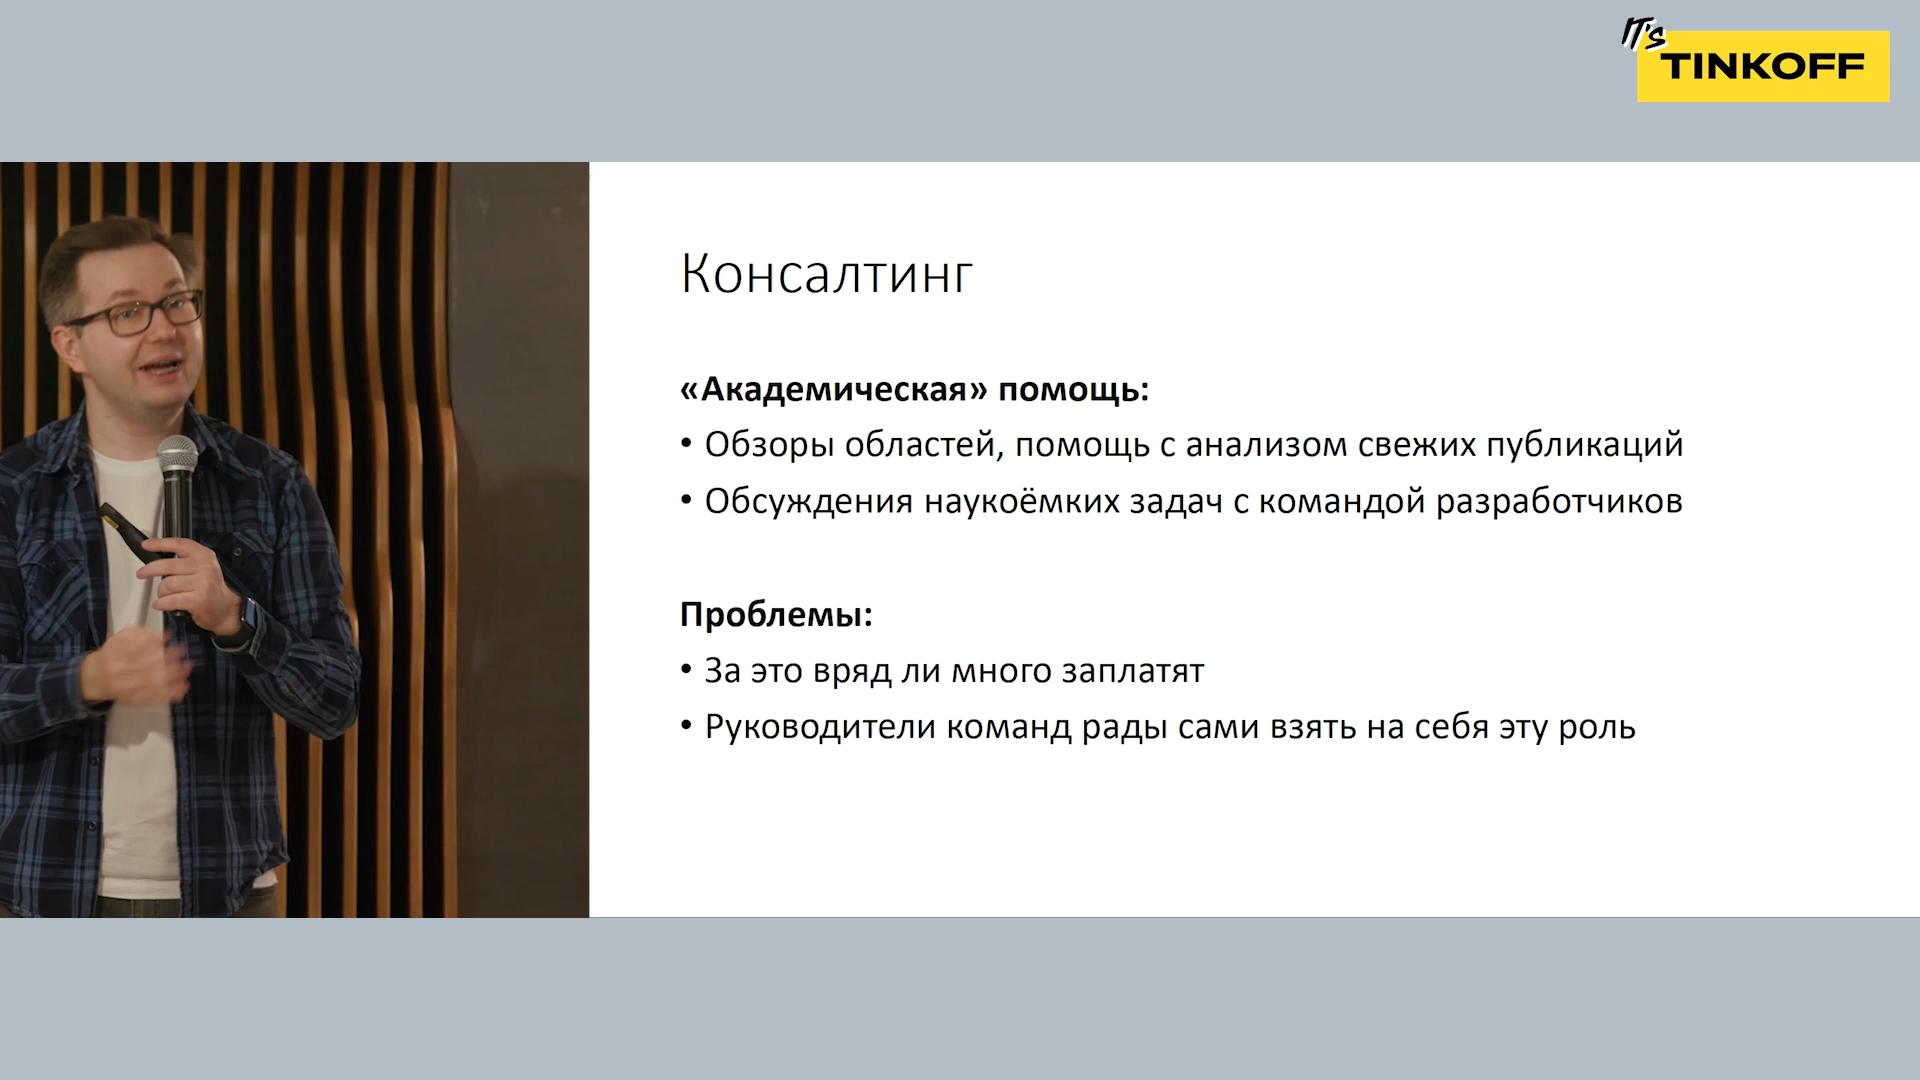 IT's
TINKOFF
Консалтинг
«Академическая» помощь:
• Обзоры областей, помощь с анализом свежих публикаций
• Обсуждения наукоёмких задач с командой разработчиков
Проблемы:
• За это вряд ли много заплатят
• Руководители команд рады сами взять на себя эту роль